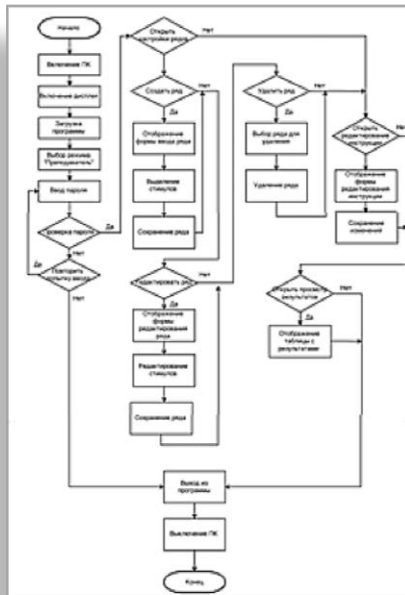 Начало
Включение ПК
Включение дисплея
Загрузка
программы
Выбор режима
"Преподаватель"
Ввод пароля
Проверка пароля
Да
Нет
Повторить
попытку ввода
Да
Нет
Открыть
настройки рядов
Нет
Да
Создать ряд
Нет
Да
Отображение
формы ввода ряда
Выделение
стимулов
Сохранение ряда
Редактировать ряд
Нет
Да
Отображение
формы
редактирования
ряда
Редактирование
стимулов
Сохранение ряда
Удалить ряд
Нет
Да
Выбор ряда для
удаления
Удаление ряда
Открыть
редактирование
инструкции
Отображение
формы
редактирования
инструкции
Сохранение
изменений
Открыть просмотр
результатов
Нет
Да
Отображение
таблицы с
результатами
Выход из
программы
Выключение ПК
Конец